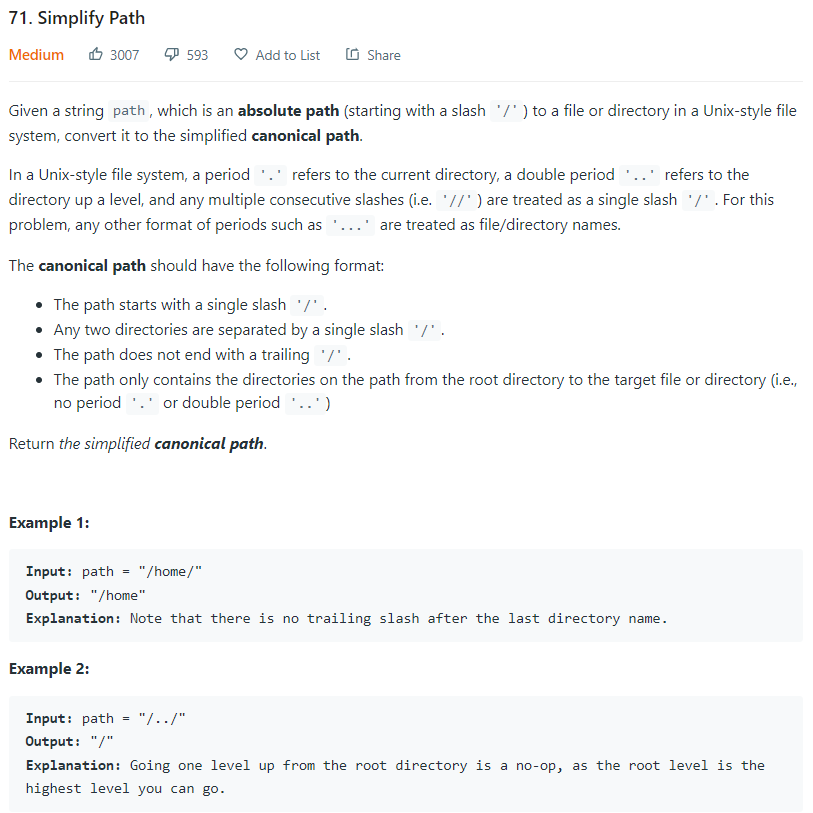 71. Simplify Path
Medium 3007 593 Add to List Share
Given a string path, which is an absolute path (starting with a slash '/') to a file or directory in a Unix-style file
system, convert it to the simplified canonical path.
In a Unix-style file system, a period '.' refers to the current directory, a double period '..' refers to the
directory up a level, and any multiple consecutive slashes (i.e. '//') are treated as a single slash '/'. For this
problem, any other format of periods such as '...' are treated as file/directory names.
The canonical path should have the following format:
• The path starts with a single slash '/'.
• Any two directories are separated by a single slash '/'.
• The path does not end with a trailing '/'.
• The path only contains the directories on the path from the root directory to the target file or directory (i.e.,
no period '.' or double period '..')
Return the simplified canonical path.
Example 1:
Input: path = "/home/"
Output: "/home"
Explanation: Note that there is no trailing slash after the last directory name.
Example 2:
Input: path = "/../"
Output: "/"
Explanation: Going one level up from the root directory is a no-op, as the root level is the
highest level you can go.